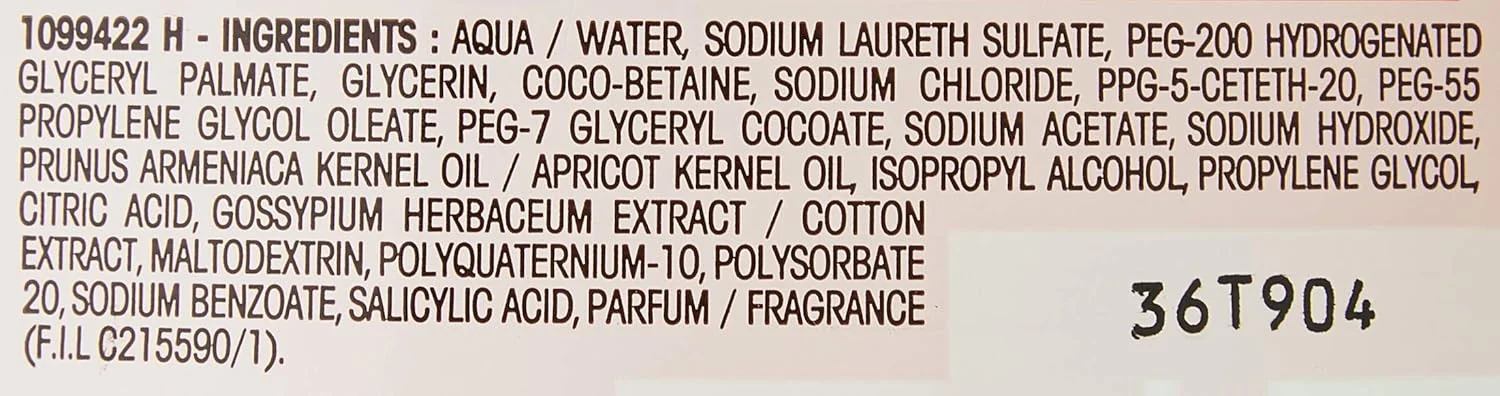 1099422 H - INGREDIENTS : AQUA / WATER, SODIUM LAURETH SULFATE, PEG-200 HYDROGENATED
GLYCERYL PALMATE, GLYCERIN, COCO-BETAINE, SODIUM CHLORIDE, PPG-5-CETETH-20, PEG-55
PROPYLENE GLYCOL OLEATE, PEG-7 GLYCERYL COCOATE, SODIUM ACETATE, SODIUM HYDROXIDE,
PRUNUS ARMENIACA KERNEL OIL / APRICOT KERNEL OIL, ISOPROPYL ALCOHOL, PROPYLENE GLYCOL,
CITRIC ACID, GOSSYPIUM HERBACEUM EXTRACT / COTTON
EXTRACT, MALTODEXTRIN, POLYQUATERNIUM-10, POLYSORBATE
20, SODIUM BENZOATE, SALICYLIC ACID, PARFUM / FRAGRANCE
(F.I.L C215590/1).
36T904